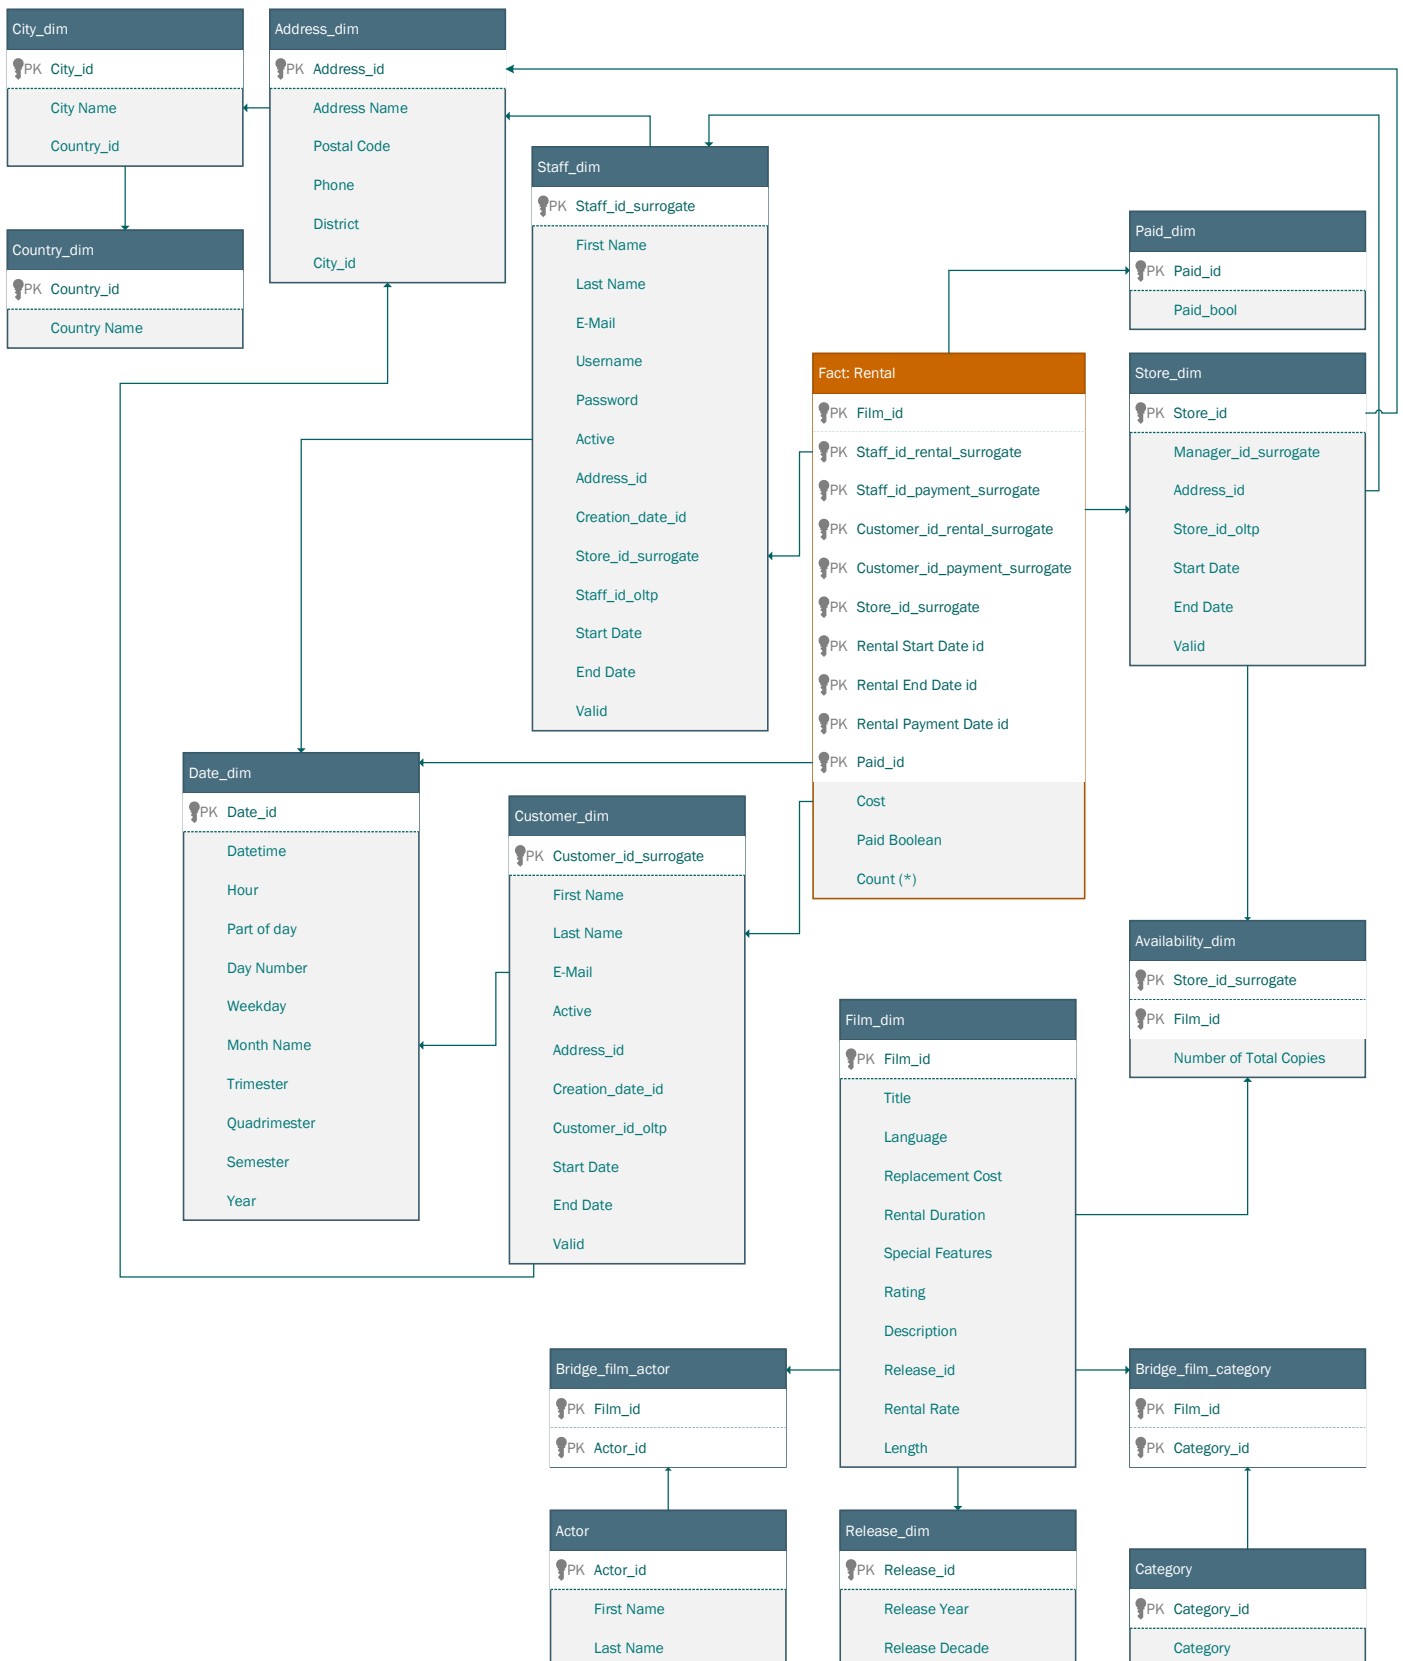 City_dim
PK City_id
City Name
Country_id
Address_dim
PK Address_id
Address Name
Postal Code
Phone
District
City_id
Country_dim
PK Country_id
Country Name
Staff_dim
PK Staff_id_surrogate
First Name
Last Name
E-Mail
Username
Password
Active
Address_id
Creation_date_id
Store_id_surrogate
Staff_id_oltp
Start Date
End Date
Valid
Paid_dim
PK Paid_id
Paid_bool
Fact: Rental
PK Film_id
PK Staff_id_rental_surrogate
PK Staff_id_payment_surrogate
PK Customer_id_rental_surrogate
PK Customer_id_payment_surrogate
PK Store_id_surrogate
PK Rental Start Date id
PK Rental End Date id
PK Rental Payment Date id
PK Paid_id
Cost
Paid Boolean
Count (*)
Store_dim
PK Store_id
Manager_id_surrogate
Address_id
Store_id_oltp
Start Date
End Date
Valid
Date_dim
PK Date_id
Datetime
Hour
Part of day
Day Number
Weekday
Month Name
Trimester
Quadrimester
Semester
Year
Customer_dim
PK Customer_id_surrogate
First Name
Last Name
E-Mail
Active
Address_id
Creation_date_id
Customer_id_oltp
Start Date
End Date
Valid
Availability_dim
PK Store_id_surrogate
PK Film_id
Number of Total Copies
Film_dim
PK Film_id
Title
Language
Replacement Cost
Rental Duration
Special Features
Rating
Description
Release_id
Rental Rate
Length
Bridge_film_actor
PK Film_id
PK Actor_id
Bridge_film_category
PK Film_id
PK Category_id
Actor
PK Actor_id
First Name
Last Name
Release_dim
PK Release_id
Release Year
Release Decade
Category
PK Category_id
Category